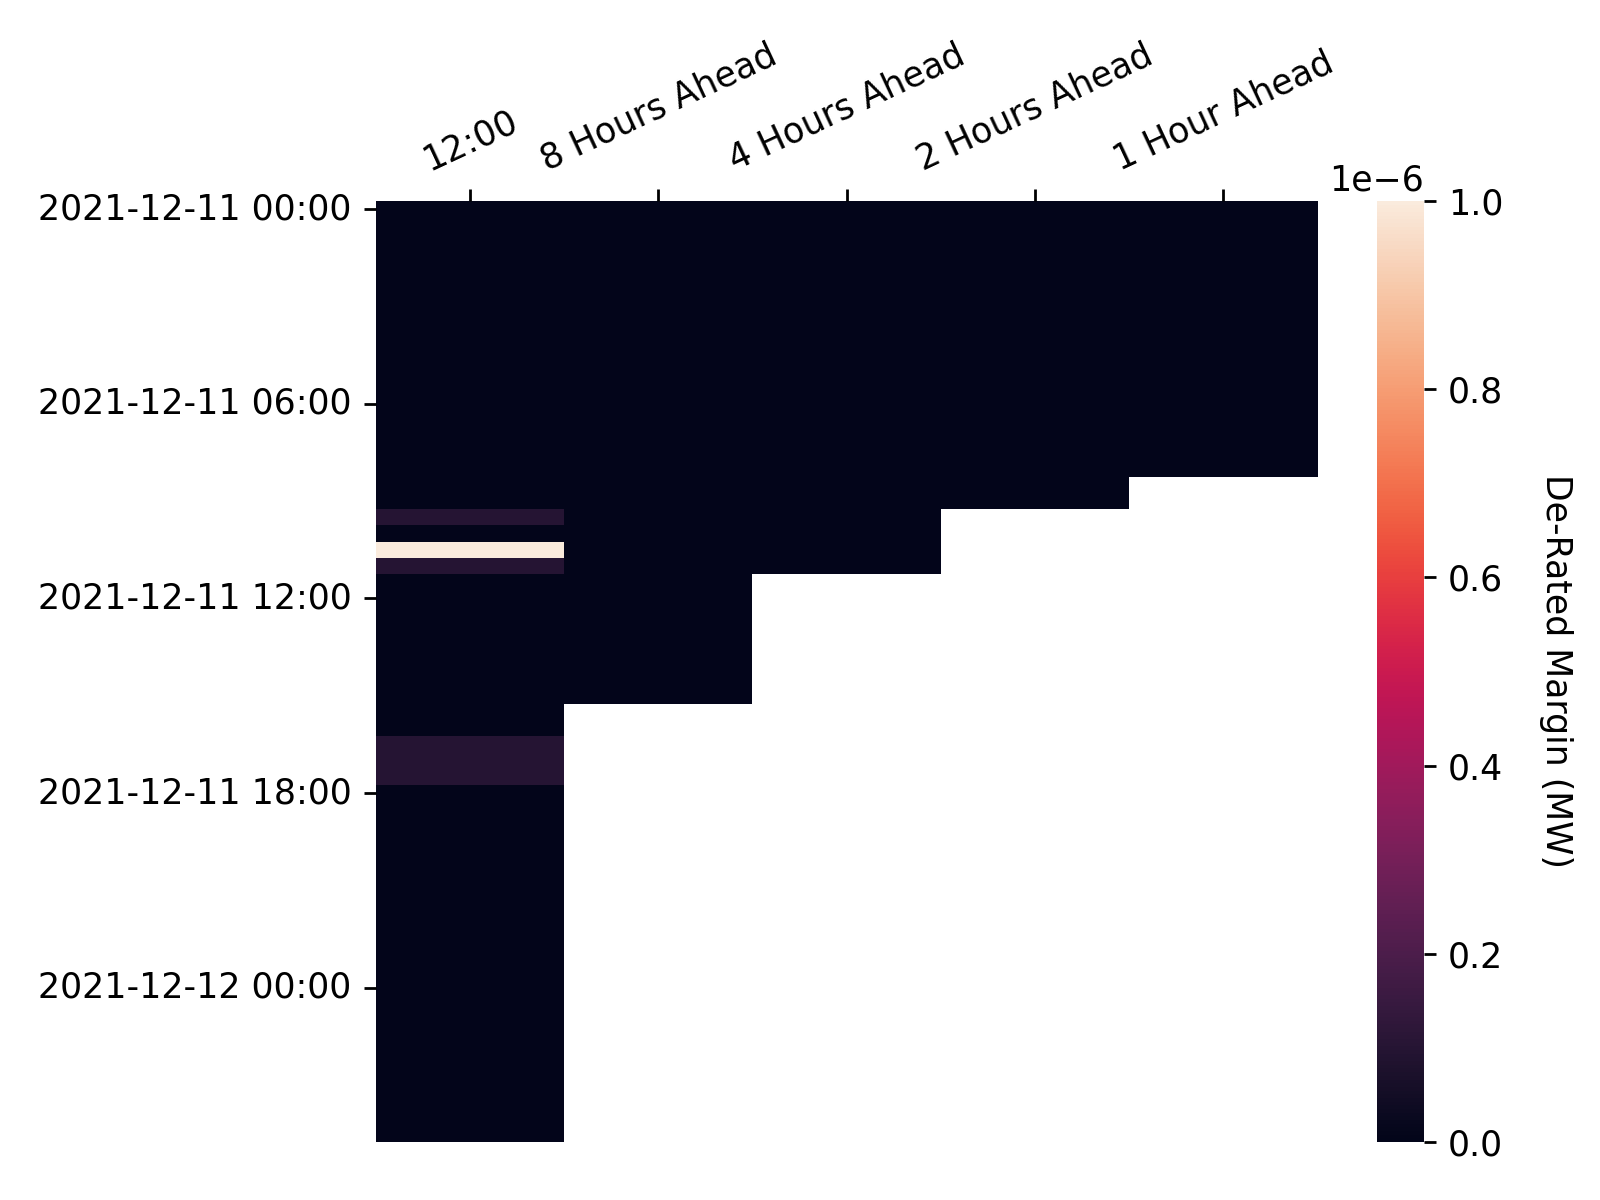 12:00
8 Hours Ahead
4 Hours Ahead
2 Hours Ahead
1 Hour Ahead
2021-12-11 00:00
2021-12-11 06:00
2021-12-11 12:00
2021-12-11 18:00
2021-12-12 00:00
1e−6
1.0
0.8
0.6
0.4
0.2
0.0
De-Rated Margin (MW)